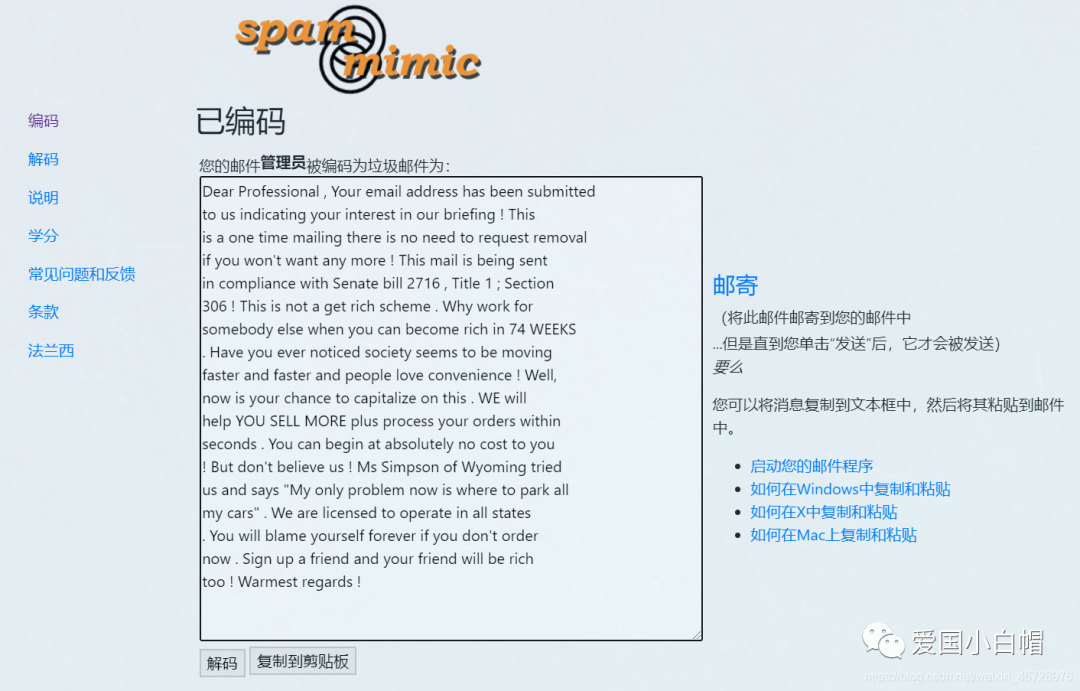 spam
mimic
编码
解码
说明
学分
常见问题和反馈
条款
法兰西
已编码
您的邮件管理员被编码为垃圾邮件为：
Dear Professional , Your email address has been submitted
to us indicating your interest in our briefing ! This
is a one time mailing there is no need to request removal
if you won't want any more ! This mail is being sent
in compliance with Senate bill 2716 , Title 1 ; Section
306 ! This is not a get rich scheme . Why work for
somebody else when you can become rich in 74 WEEKS
. Have you ever noticed society seems to be moving
faster and faster and people love convenience ! Well,
now is your chance to capitalize on this . WE will
help YOU SELL MORE plus process your orders within
seconds . You can begin at absolutely no cost to you
! But don't believe us ! Ms Simpson of Wyoming tried
us and says "My only problem now is where to park all
my cars" . We are licensed to operate in all states
. You will blame yourself forever if you don't order
now . Sign up a friend and your friend will be rich
too ! Warmest regards !
解码
复制到剪贴板
邮寄
（将此邮件邮寄到您的邮件中
...但是直到您单击“发送”后，它才会被发送）
要么
您可以将消息复制到文本框中，然后将其粘贴到邮件
中。
启动您的邮件程序
如何在Windows中复制和粘贴
如何在X中复制和粘贴
如何在Mac上复制和粘贴
爱国小白帽
https://blog.csdn.net/weixin_45728976